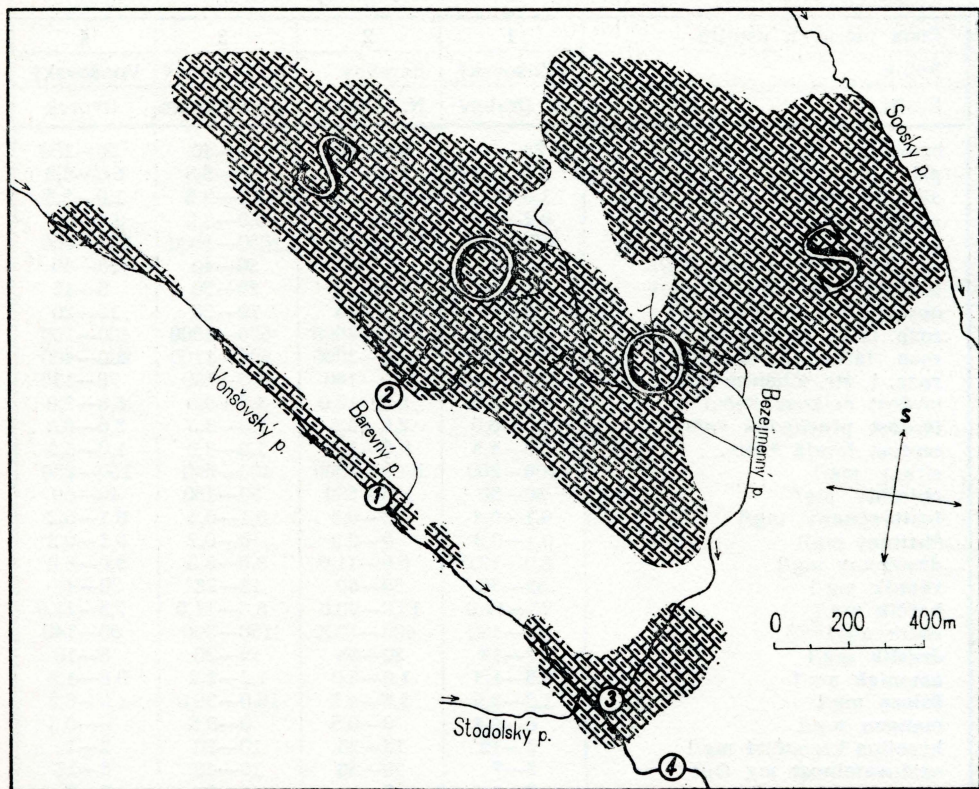 Soosský p.
S
O
S
O
2
Vonšovský p.
Barevný p.
Bezejmenný p.
1
S
0 200 400m
3
Stodolský p.
4